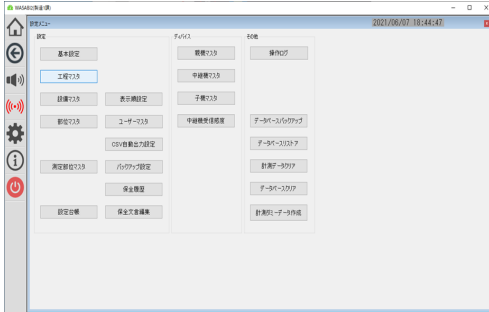 WASABI(製造1課)
設定メニュー
2021/06/07 18:44:47
設定
デバイス
その他
基本設定
親機マスタ
操作ログ
工程マスタ
中継機マスタ
設備マスタ
表示順設定
子機マスタ
部位マスタ
ユーザーマスタ
中継機受信感度
データベースバックアップ
CSV自動出力設定
データベースリストア
測定部位マスタ
バックアップ設定
計測データクリア
保全履歴
データベースクリア
設定台帳
保全文言編集
計測ダミーデータ作成